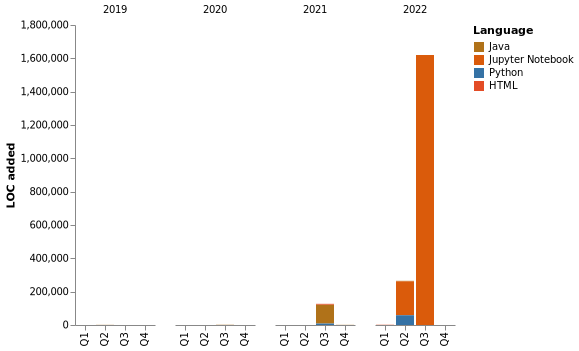 2019 2020 2021 2022
LOC added
1,800,000
1,600,000
1,400,000
1,200,000
1,000,000
800,000
600,000
400,000
200,000
0
Q1 Q2 Q3 Q4 Q1 Q2 Q3 Q4 Q1 Q2 Q3 Q4 Q1 Q2 Q3 Q4
Language
Java
Jupyter Notebook
Python
HTML